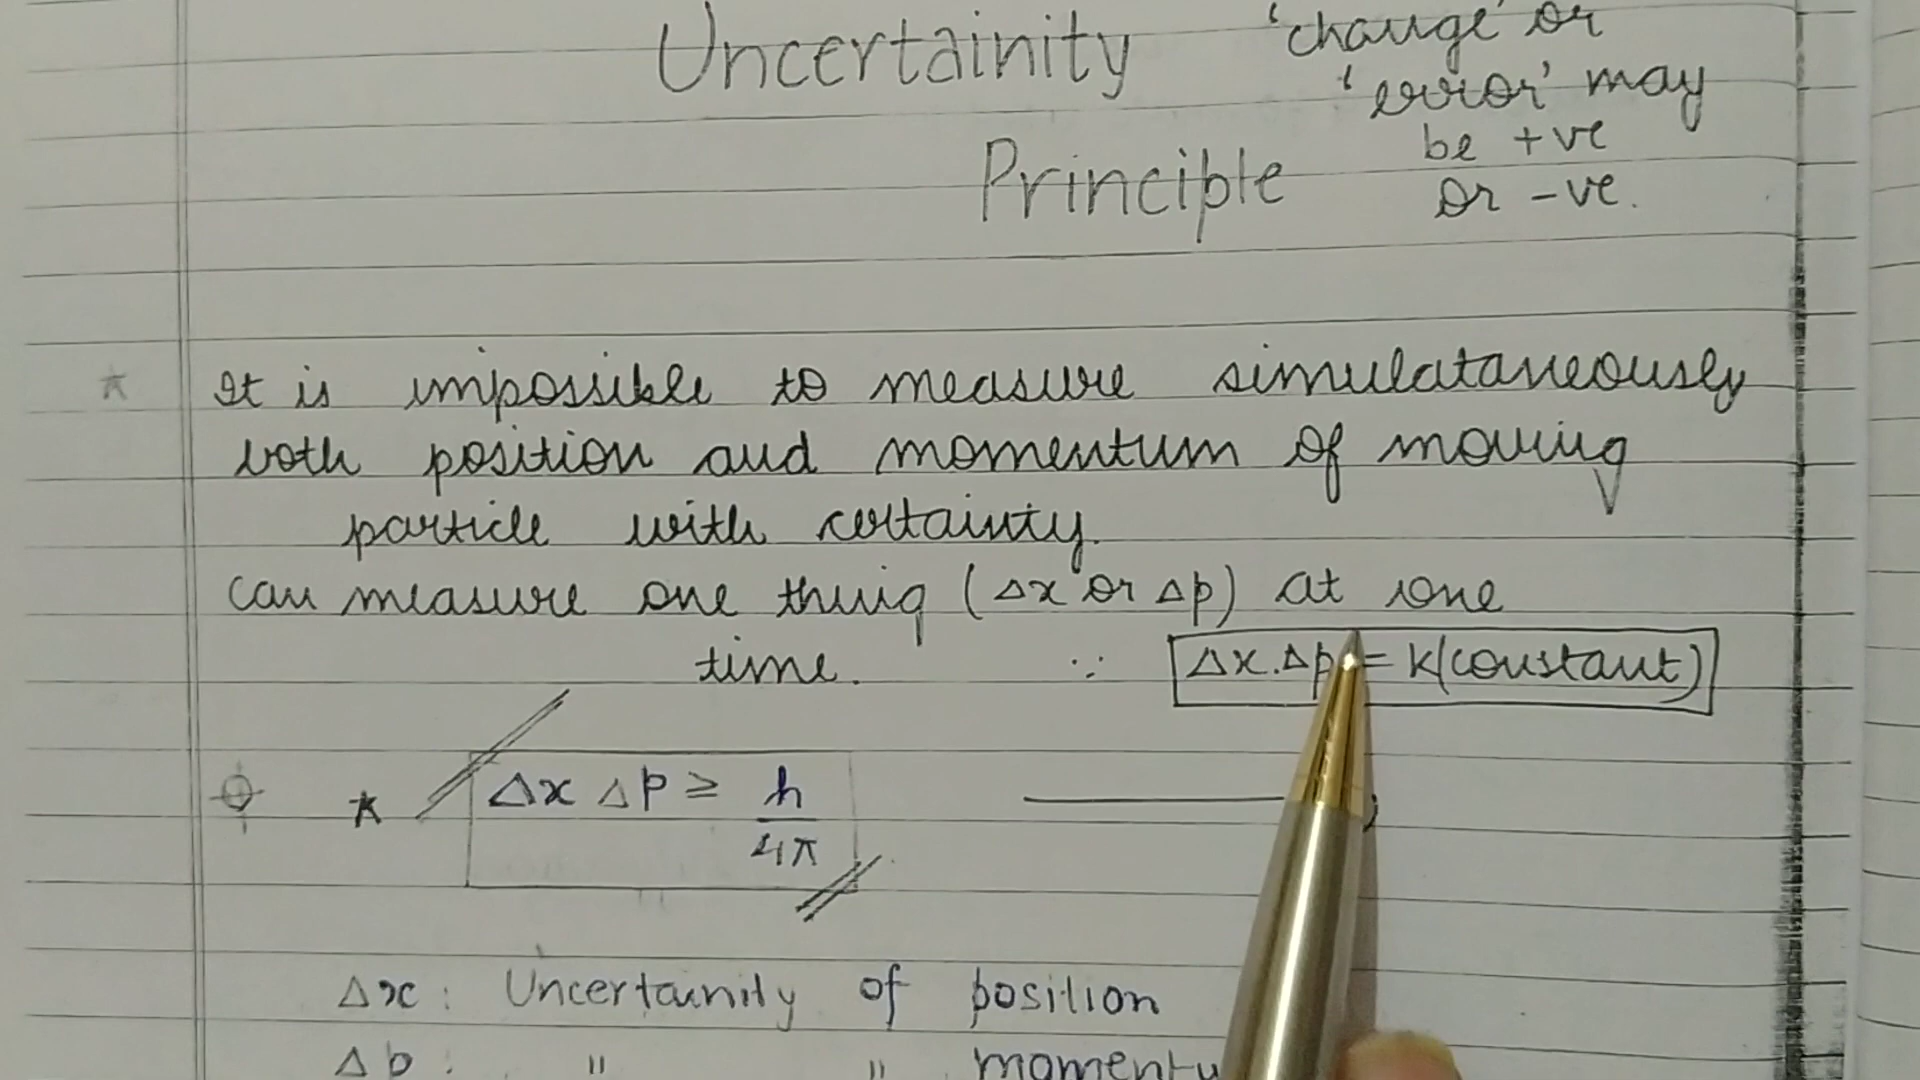 Uncertainity
'change' or
'error' may
be +ve
or -ve.
Principle
It is impossible to measure simulataneously
both position and momentum of moving
particle with certainty.
can measure one thing (Δx or Δp) at one
time. ∵ Δx.Δp = K(constant)
* Δx Δp ≥ h/4π
Δx : Uncertainity of position
Δp : " " momentu